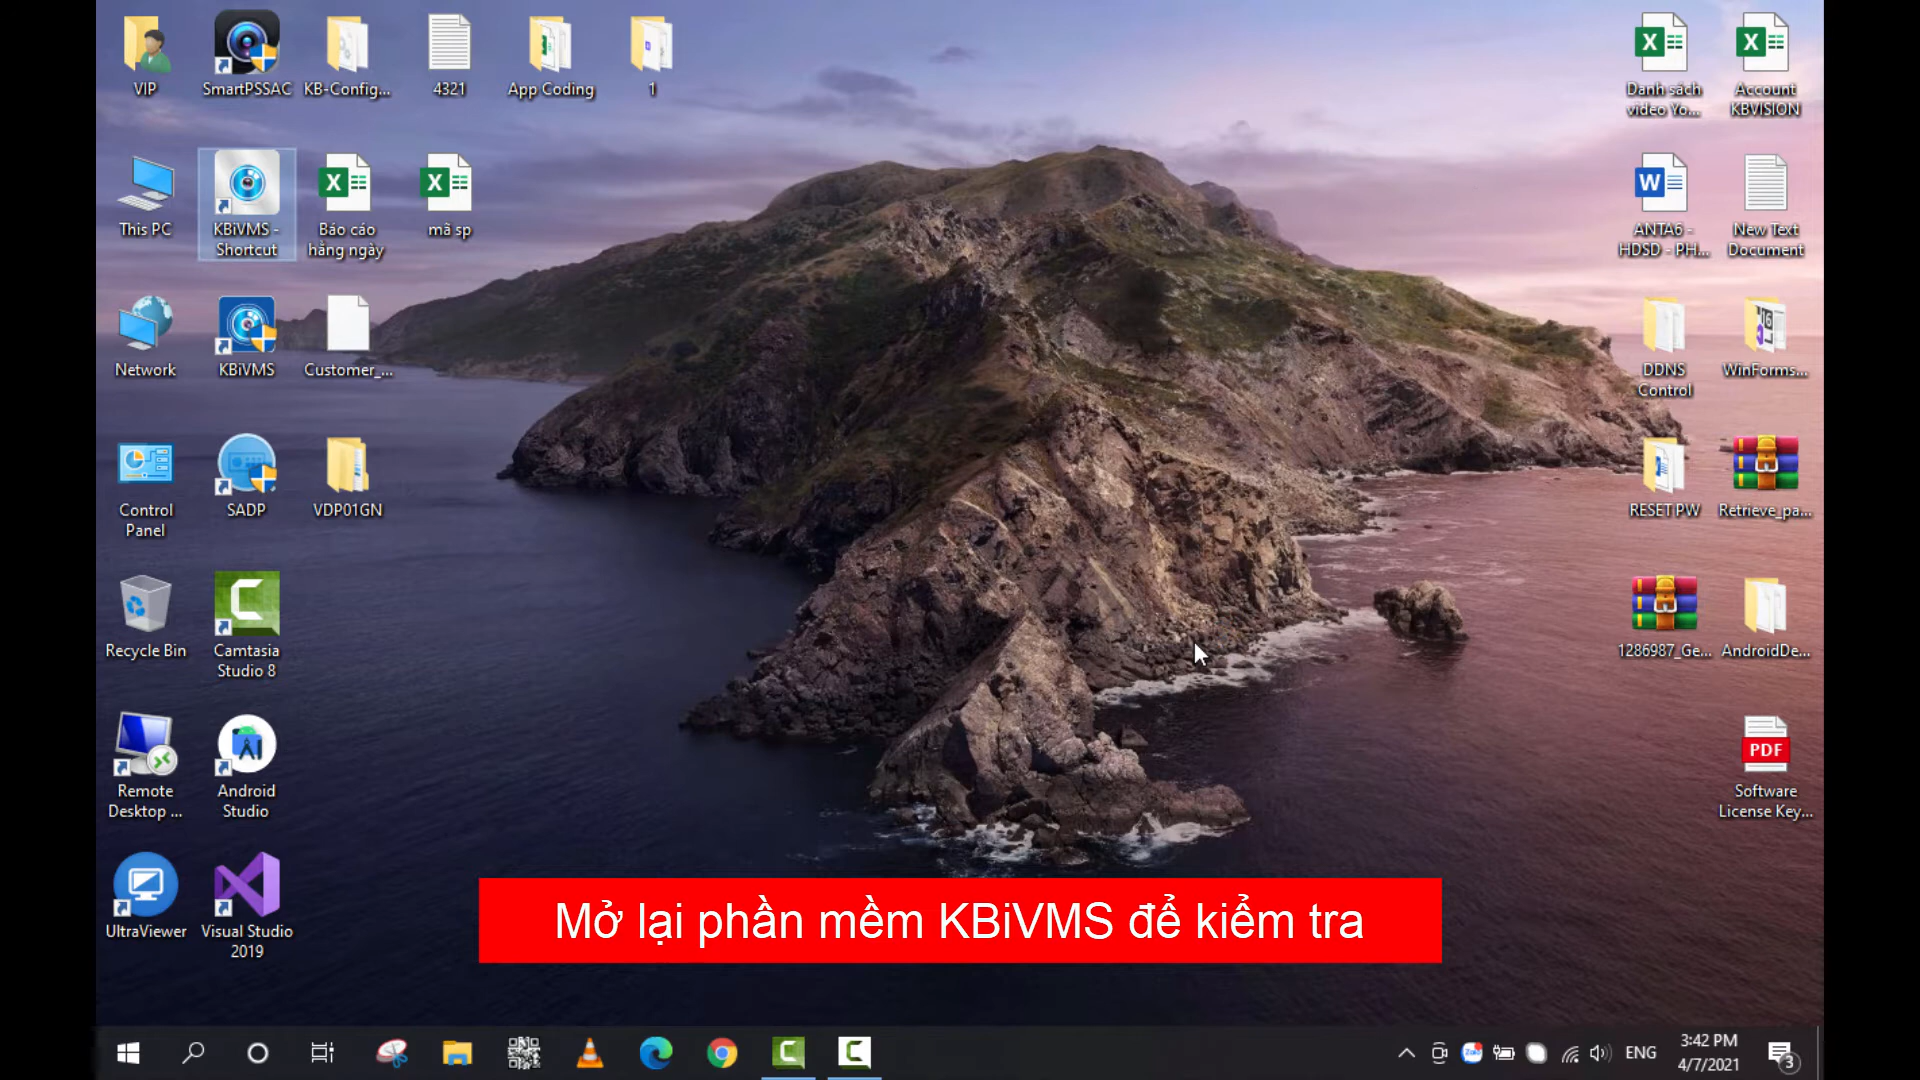 VIP
SmartPSSAC
KB-Config...
4321
App Coding
1
Danh sách
video Yo...
Account
KBVISION
This PC
KBiVMS -
Shortcut
Báo cáo
hằng ngày
mã sp
ANTA6 -
HDSD - PH...
New Text
Document
Network
KBiVMS
Customer_...
DDNS
Control
WinForms...
Control
Panel
SADP
VDP01GN
RESET PW
Retrieve_pa...
Recycle Bin
Camtasia
Studio 8
1286987_Ge...
AndroidDe...
Remote
Desktop ...
Android
Studio
PDF
Software
License Key...
UltraViewer
Visual Studio
2019
Mở lại phần mềm KBiVMS để kiểm tra
ENG
3:42 PM
4/7/2021
3